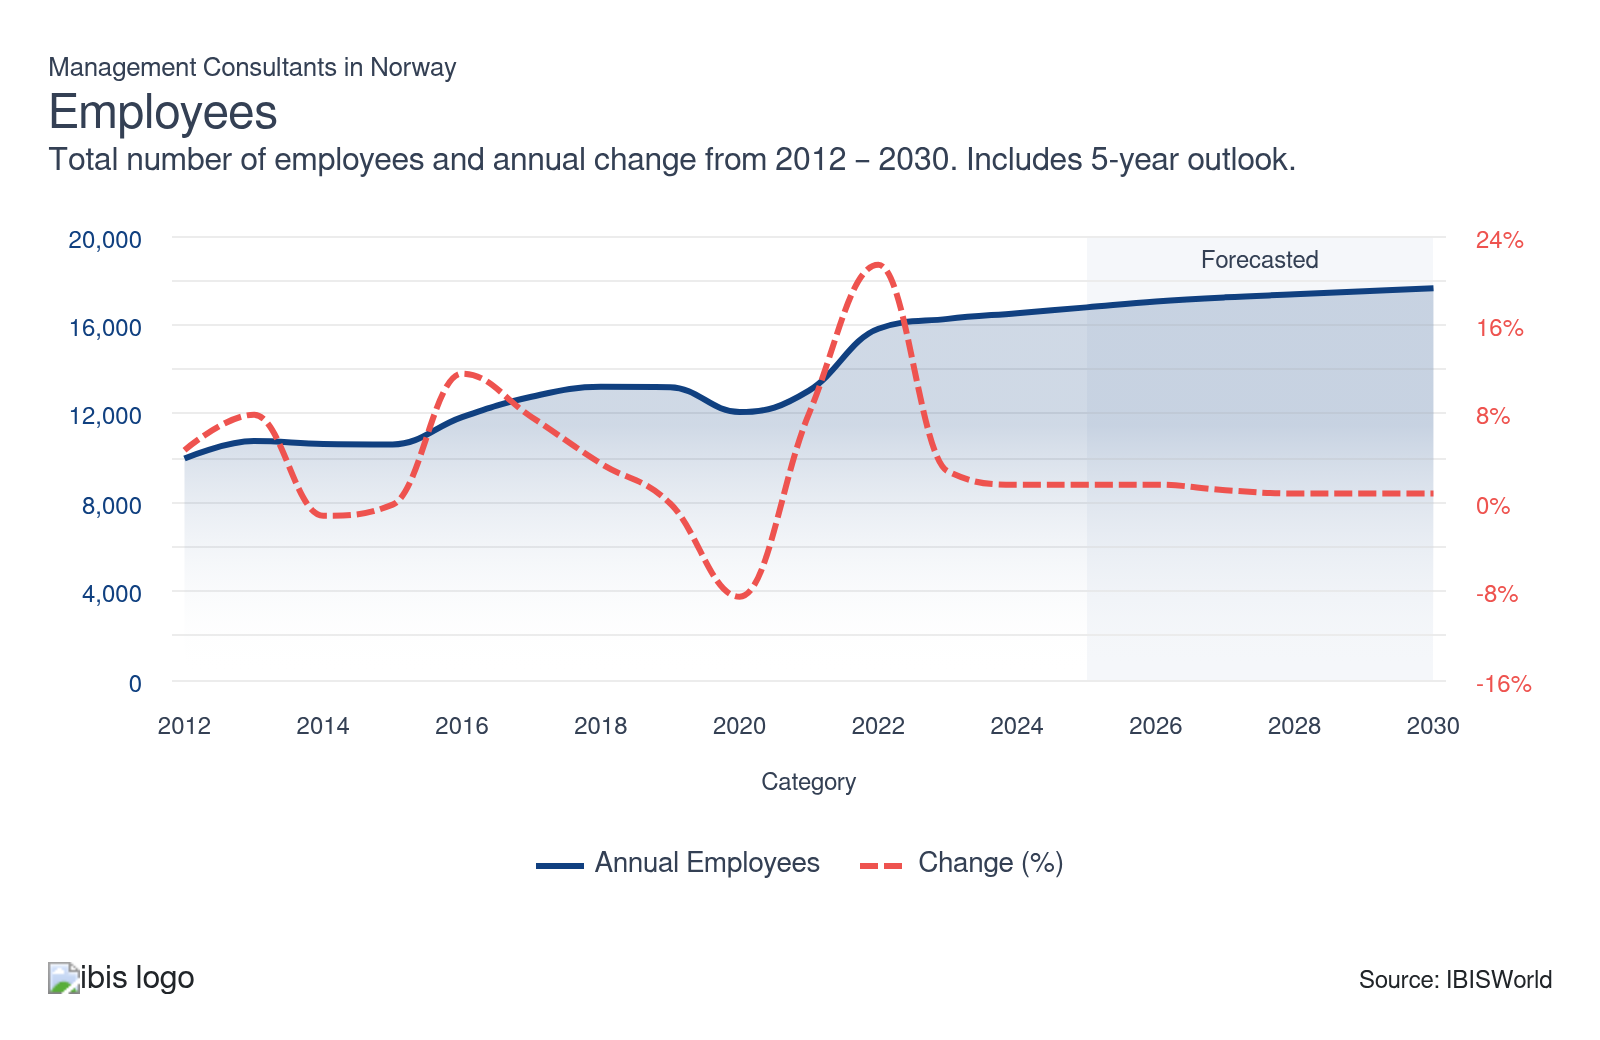 Management Consultants in Norway
Employees
Total number of employees and annual change from 2012 – 2030. Includes 5-year outlook.
20,000
24%
Forecasted
16,000
16%
12,000
8%
8,000
0%
4,000
-8%
0
-16%
2012 2014 2016 2018 2020 2022 2024 2026 2028 2030
Category
Annual Employees Change (%)
ibis logo
Source: IBISWorld